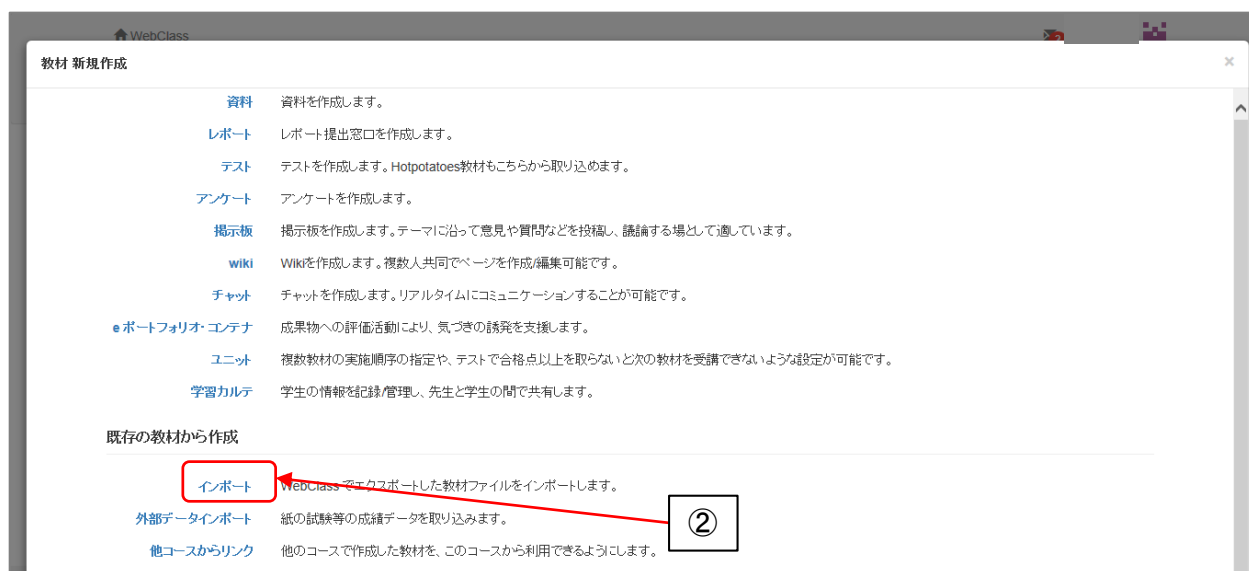 WebClass
2
教材 新規作成
×
資料 資料を作成します。
レポート レポート提出窓口を作成します。
テスト テストを作成します。Hotpotatoes教材もこちらから取り込めます。
アンケート アンケートを作成します。
掲示板 掲示板を作成します。テーマに沿って意見や質問などを投稿し、議論する場として適しています。
wiki Wikiを作成します。複数人共同でページを作成/編集可能です。
チャット チャットを作成します。リアルタイムにコミュニケーションすることが可能です。
e ポートフォリオ・コンテナ 成果物への評価活動により、気づきの誘発を支援します。
ユニット 複数教材の実施順序の指定や、テストで合格点以上を取らないと次の教材を受講できないような設定が可能です。
学習カルテ 学生の情報を記録/管理し、先生と学生の間で共有します。
既存の教材から作成
インポート WebClass でエクスポートした教材ファイルをインポートします。
外部データインポート 紙の試験等の成績データを取り込みます。
②
他コースからリンク 他のコースで作成した教材を、このコースから利用できるようにします。